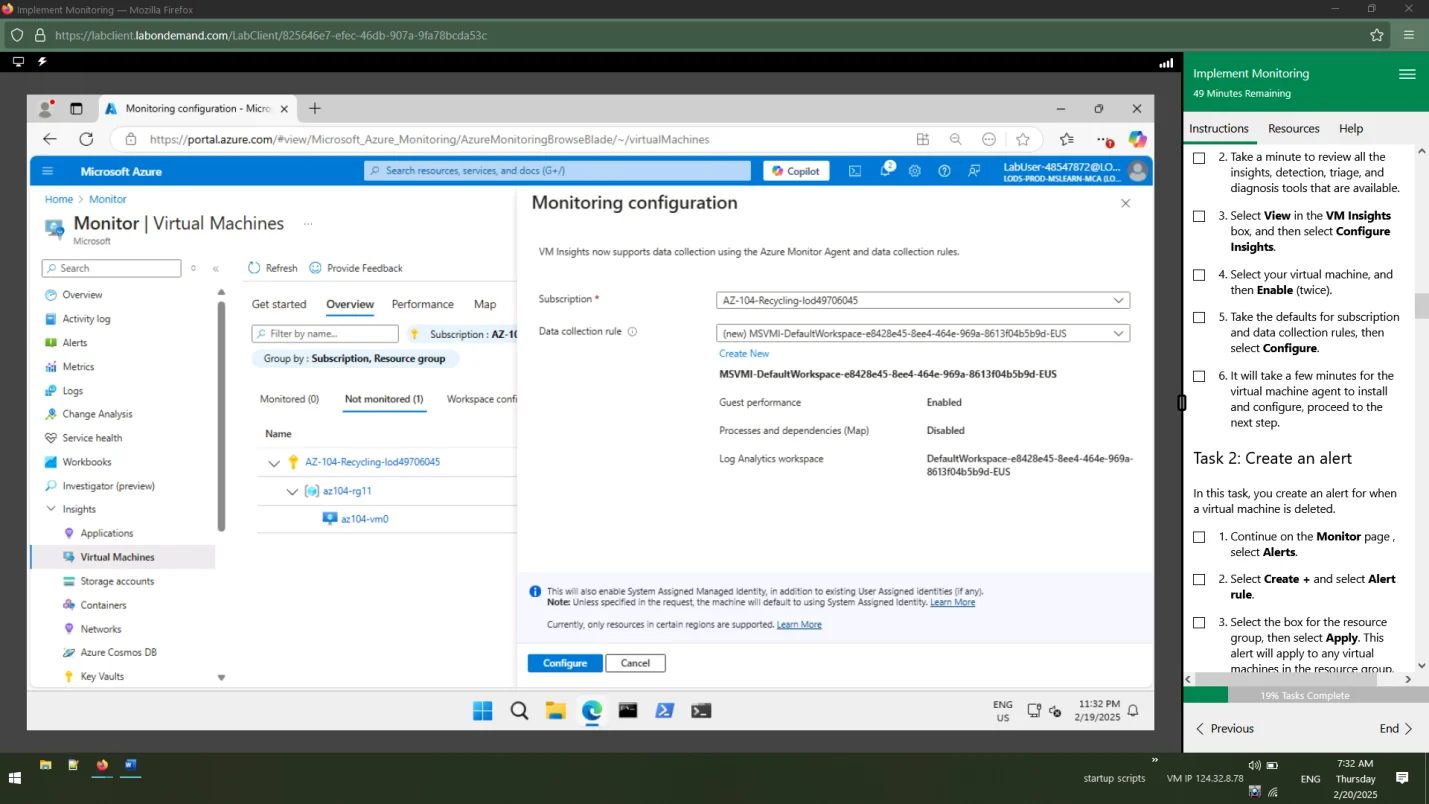 Implement Monitoring — Mozilla Firefox
https://labclient.labondemand.com/LabClient/825646e7-efec-46db-907a-9fa78bcda53c
Monitoring configuration - Micro
https://portal.azure.com/#view/Microsoft_Azure_Monitoring/AzureMonitoringBrowseBlade/~/virtualMachines
Microsoft Azure
Search resources, services, and docs (G+/)
Copilot
2
LabUser-48547872@LO...
LODS-PROD-MSLEARN-MCA (LO...
Home > Monitor
Monitor | Virtual Machines ...
Microsoft
Search
Overview
Activity log
Alerts
Metrics
Logs
Change Analysis
Service health
Workbooks
Investigator (preview)
Insights
Applications
Virtual Machines
Storage accounts
Containers
Networks
Azure Cosmos DB
Key Vaults
Refresh Provide Feedback
Get started Overview Performance Map
Filter by name... Subscription : AZ-10
Group by : Subscription, Resource group
Monitored (0) Not monitored (1) Workspace confi
Name
AZ-104-Recycling-lod49706045
az104-rg11
az104-vm0
Monitoring configuration
VM Insights now supports data collection using the Azure Monitor Agent and data collection rules.
Subscription * AZ-104-Recycling-lod49706045
Data collection rule (new) MSVMI-DefaultWorkspace-e8428e45-8ee4-464e-969a-8613f04b5b9d-EUS
Create New
MSVMI-DefaultWorkspace-e8428e45-8ee4-464e-969a-8613f04b5b9d-EUS
Guest performance Enabled
Processes and dependencies (Map) Disabled
Log Analytics workspace DefaultWorkspace-e8428e45-8ee4-464e-969a-
8613f04b5b9d-EUS
This will also enable System Assigned Managed Identity, in addition to existing User Assigned identities (if any).
Note: Unless specified in the request, the machine will default to using System Assigned Identity. Learn More
Currently, only resources in certain regions are supported. Learn More
Configure Cancel
ENG
US
11:32 PM
2/19/2025
Implement Monitoring
49 Minutes Remaining
Instructions Resources Help
2. Take a minute to review all the
insights, detection, triage, and
diagnosis tools that are available.
3. Select View in the VM Insights
box, and then select Configure
Insights.
4. Select your virtual machine, and
then Enable (twice).
5. Take the defaults for subscription
and data collection rules, then
select Configure.
6. It will take a few minutes for the
virtual machine agent to install
and configure, proceed to the
next step.
Task 2: Create an alert
In this task, you create an alert for when
a virtual machine is deleted.
1. Continue on the Monitor page ,
select Alerts.
2. Select Create + and select Alert
rule.
3. Select the box for the resource
group, then select Apply. This
alert will apply to any virtual
machines in the resource group.
19% Tasks Complete
Previous End
startup scripts
VM IP 124.32.8.78
ENG
7:32 AM
Thursday
2/20/2025